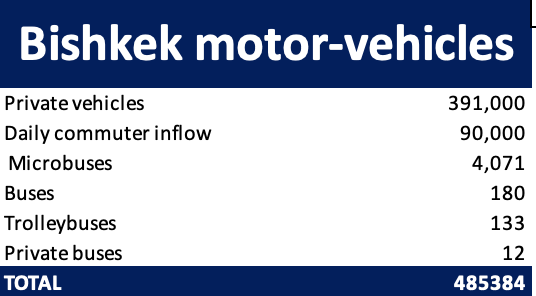 Bishkek motor-vehicles
Private vehicles 391,000
Daily commuter inflow 90,000
Microbuses 4,071
Buses 180
Trolleybuses 133
Private buses 12
TOTAL 485384